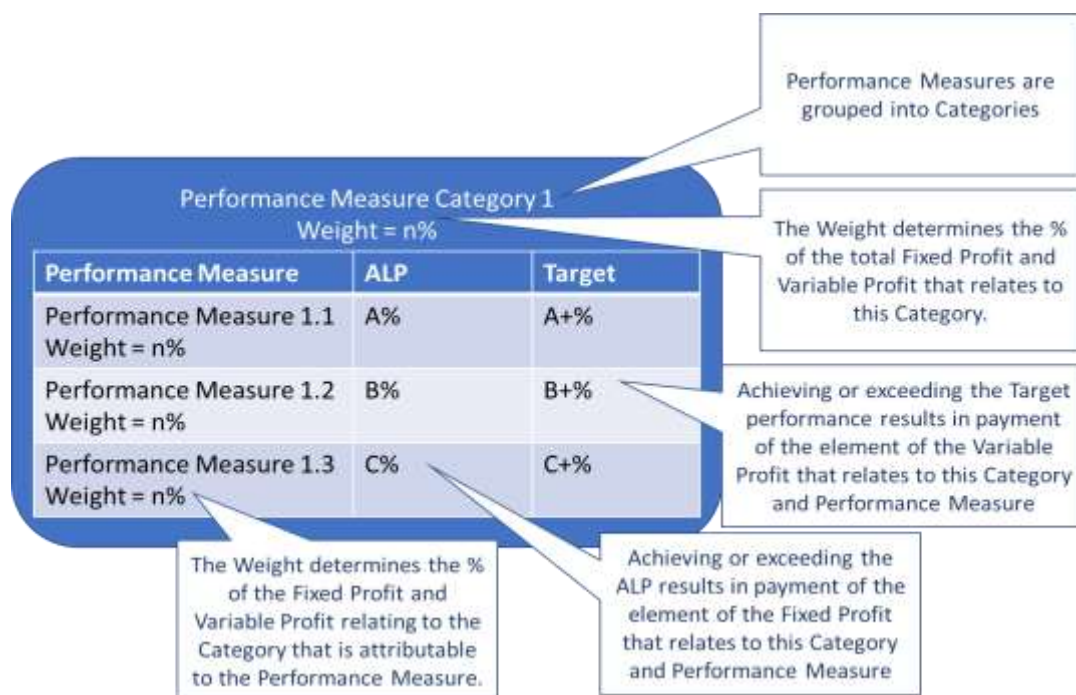 Performance Measures are
grouped into Categories
Performance Measure Category 1
Weight = n%
The Weight determines the %
of the total Fixed Profit and
Variable Profit that relates to
this Category.
Performance Measure ALP Target
Performance Measure 1.1 A% A+%
Weight = n%
Performance Measure 1.2 B% B+%
Weight = n%
Performance Measure 1.3 C% C+%
Weight = n%
Achieving or exceeding the Target
performance results in payment
of the element of the Variable
Profit that relates to this Category
and Performance Measure
The Weight determines the %
of the Fixed Profit and
Variable Profit relating to the
Category that is attributable
to the Performance Measure.
Achieving or exceeding the
ALP results in payment of the
element of the Fixed Profit
that relates to this Category
and Performance Measure